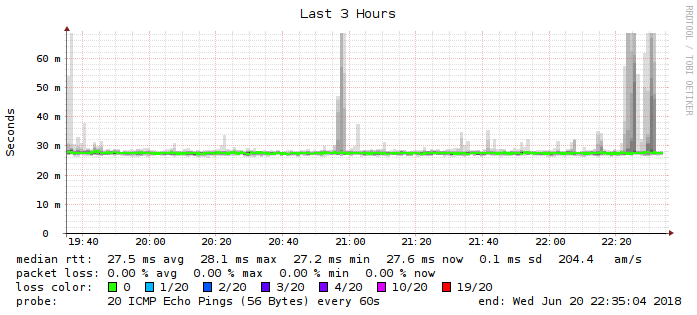 Last 3 Hours
RRDTOOL / TOBI OETIKER
Seconds
60 m
50 m
40 m
30 m
20 m
10 m
0
19:40 20:00 20:20 20:40 21:00 21:20 21:40 22:00 22:20
median rtt: 27.5 ms avg 28.1 ms max 27.2 ms min 27.6 ms now 0.1 ms sd 204.4 am/s
packet loss: 0.00 % avg 0.00 % max 0.00 % min 0.00 % now
loss color: 0 1/20 2/20 3/20 4/20 10/20 19/20
probe: 20 ICMP Echo Pings (56 Bytes) every 60s end: Wed Jun 20 22:35:04 2018